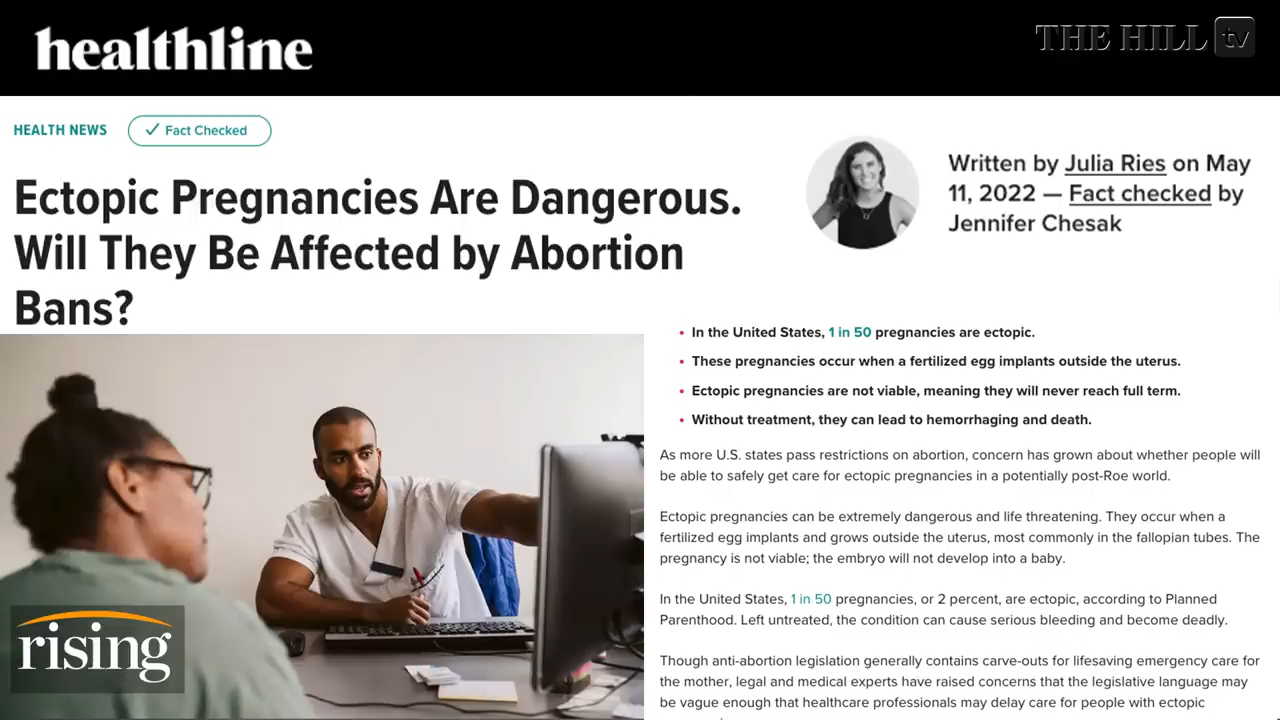 healthline
THE HILL tv
HEALTH NEWS
Fact Checked
Ectopic Pregnancies Are Dangerous.
Will They Be Affected by Abortion
Bans?
Written by Julia Ries on May
11, 2022 — Fact checked by
Jennifer Chesak
• In the United States, 1 in 50 pregnancies are ectopic.
• These pregnancies occur when a fertilized egg implants outside the uterus.
• Ectopic pregnancies are not viable, meaning they will never reach full term.
• Without treatment, they can lead to hemorrhaging and death.
As more U.S. states pass restrictions on abortion, concern has grown about whether people will
be able to safely get care for ectopic pregnancies in a potentially post-Roe world.
Ectopic pregnancies can be extremely dangerous and life threatening. They occur when a
fertilized egg implants and grows outside the uterus, most commonly in the fallopian tubes. The
pregnancy is not viable; the embryo will not develop into a baby.
In the United States, 1 in 50 pregnancies, or 2 percent, are ectopic, according to Planned
Parenthood. Left untreated, the condition can cause serious bleeding and become deadly.
Though anti-abortion legislation generally contains carve-outs for lifesaving emergency care for
the mother, legal and medical experts have raised concerns that the legislative language may
be vague enough that healthcare professionals may delay care for people with ectopic
rising